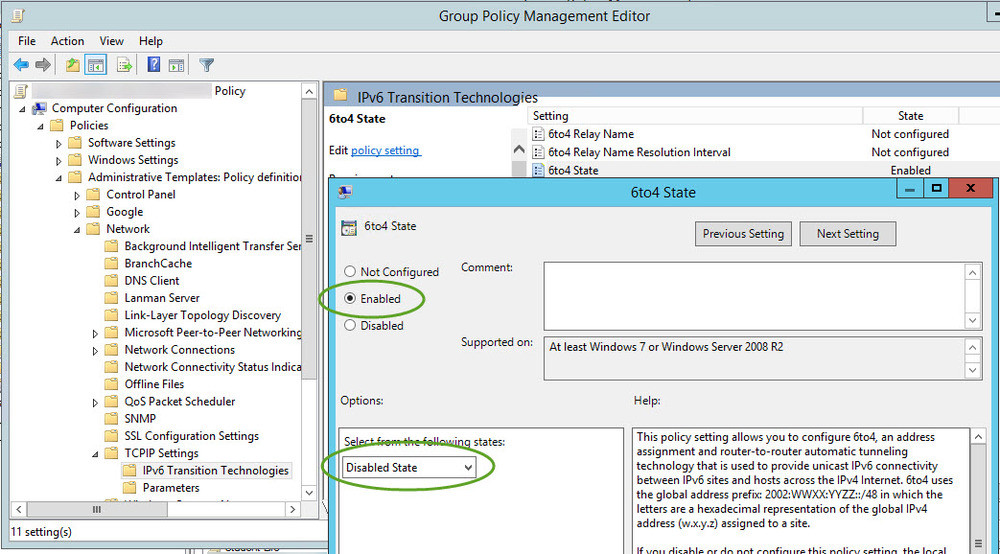 Group Policy Management Editor
File Action View Help
Policy
Computer Configuration
Policies
Software Settings
Windows Settings
Administrative Templates: Policy definition
Control Panel
Google
Network
Background Intelligent Transfer Ser
BranchCache
DNS Client
Lanman Server
Link-Layer Topology Discovery
Microsoft Peer-to-Peer Networking
Network Connections
Network Connectivity Status Indica
Offline Files
QoS Packet Scheduler
SNMP
SSL Configuration Settings
TCPIP Settings
IPv6 Transition Technologies
Parameters
11 setting(s)
IPv6 Transition Technologies
6to4 State
Edit policy setting
Setting State
6to4 Relay Name Not configured
6to4 Relay Name Resolution Interval Not configured
6to4 State Enabled
6to4 State
6to4 State
Previous Setting Next Setting
Not Configured
Enabled
Disabled
Comment:
Supported on:
At least Windows 7 or Windows Server 2008 R2
Options:
Help:
Select from the following states:
Disabled State
This policy setting allows you to configure 6to4, an address
assignment and router-to-router automatic tunneling
technology that is used to provide unicast IPv6 connectivity
between IPv6 sites and hosts across the IPv4 Internet. 6to4 uses
the global address prefix: 2002:WWXX:YYZZ::/48 in which the
letters are a hexadecimal representation of the global IPv4
address (w.x.y.z) assigned to a site.
If you disable or do not configure this policy setting, the local